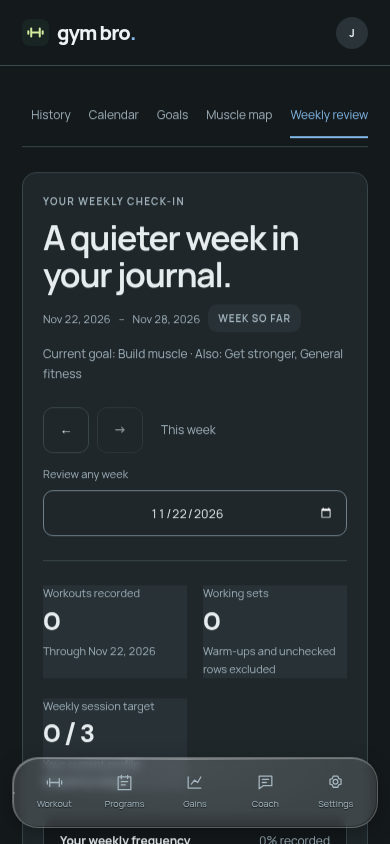 gym bro.
J
History Calendar Goals Muscle map Weekly review
YOUR WEEKLY CHECK-IN
A quieter week in
your journal.
Nov 22, 2026 – Nov 28, 2026 WEEK SO FAR
Current goal: Build muscle · Also: Get stronger, General
fitness
← → This week
Review any week
11/22/2026
Workouts recorded
0
Through Nov 22, 2026
Working sets
0
Warm-ups and unchecked
rows excluded
Weekly session target
0 / 3
Workout Programs Gains Coach Settings
Your weekly frequency 0% recorded